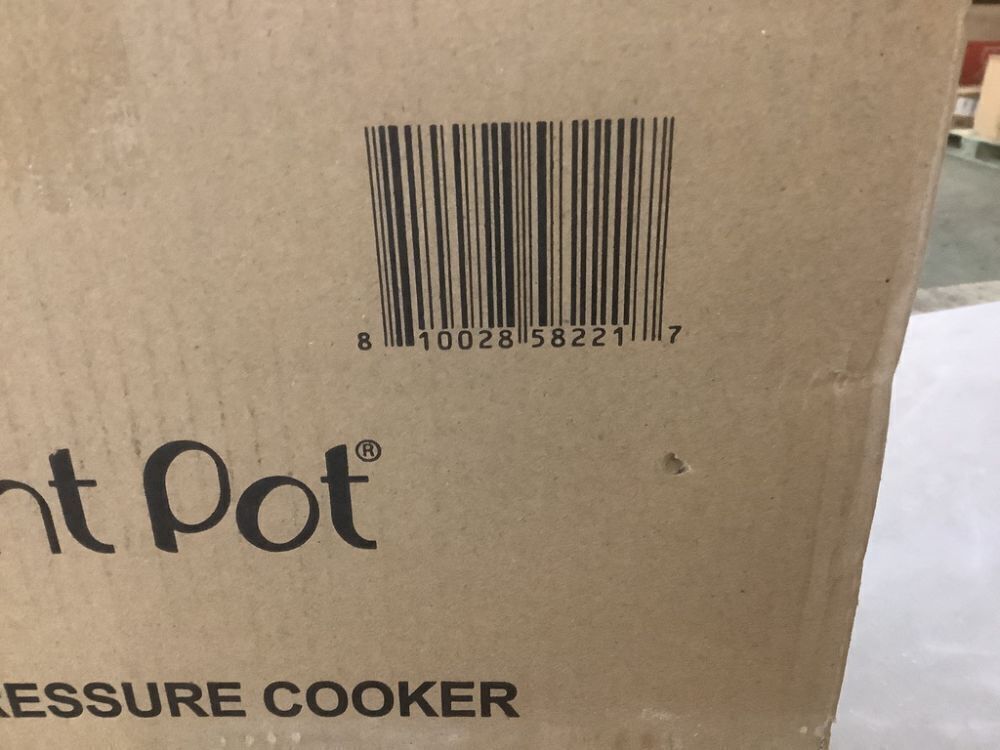 8 10028 58221 7
nt Pot®
RESSURE COOKER